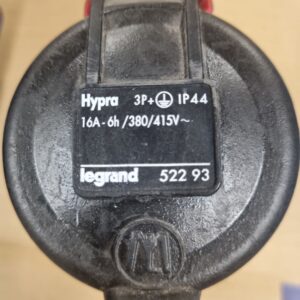 Hypra 3P+⏚ IP44
16A-6h/380/415V~
legrand 522 93